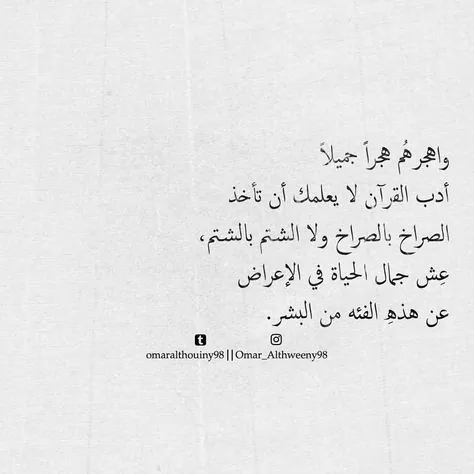 واهجرهُم هجراً جميلاً
أدب القرآن لا يعلمك أن تأخذ
الصراخ بالصراخ ولا الشتم بالشتم،
عِش جمال الحياة في الإعراض
عن هذهِ الفئه من البشر.
omaralthouiny98||Omar_Althweeny98